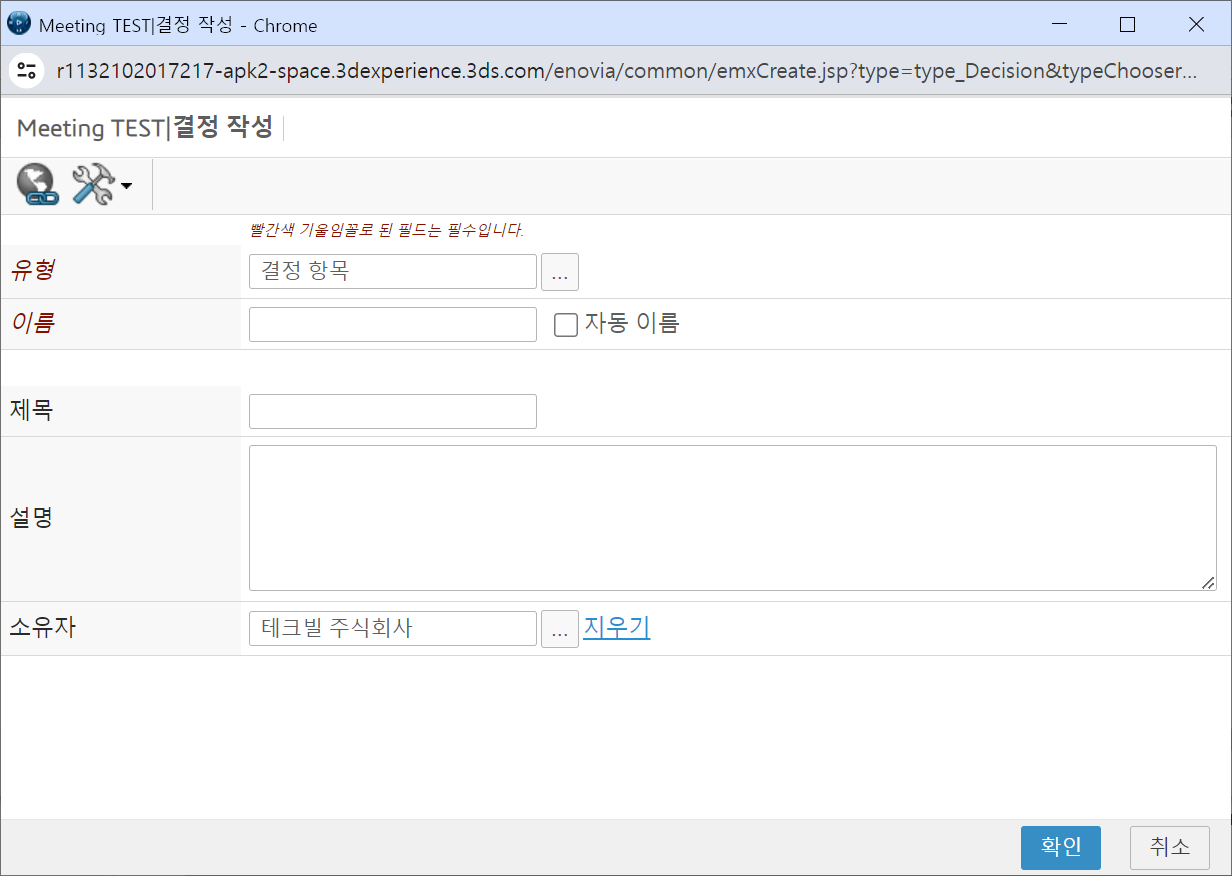 Meeting TEST|결정 작성 - Chrome
r1132102017217-apk2-space.3dexperience.3ds.com/enovia/common/emxCreate.jsp?type=type_Decision&typeChooser...
Meeting TEST|결정 작성
빨간색 기울임꼴로 된 필드는 필수입니다.
유형 결정 항목 ...
이름 자동 이름
제목
설명
소유자 테크빌 주식회사 ... 지우기
확인 취소